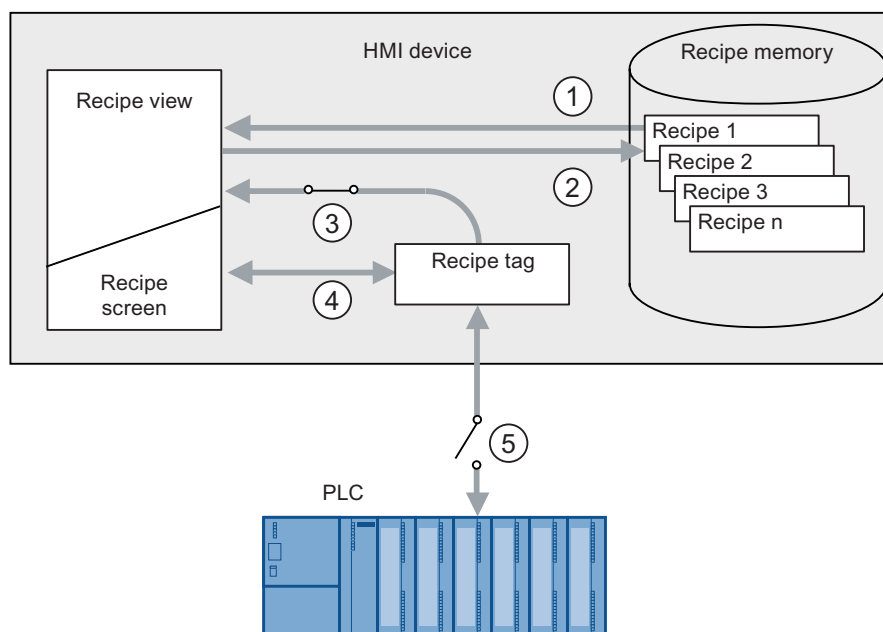 HMI device
Recipe memory
Recipe view
1
Recipe 1
Recipe 2
2
Recipe 3
3
Recipe n
Recipe tag
Recipe
screen
4
5
PLC